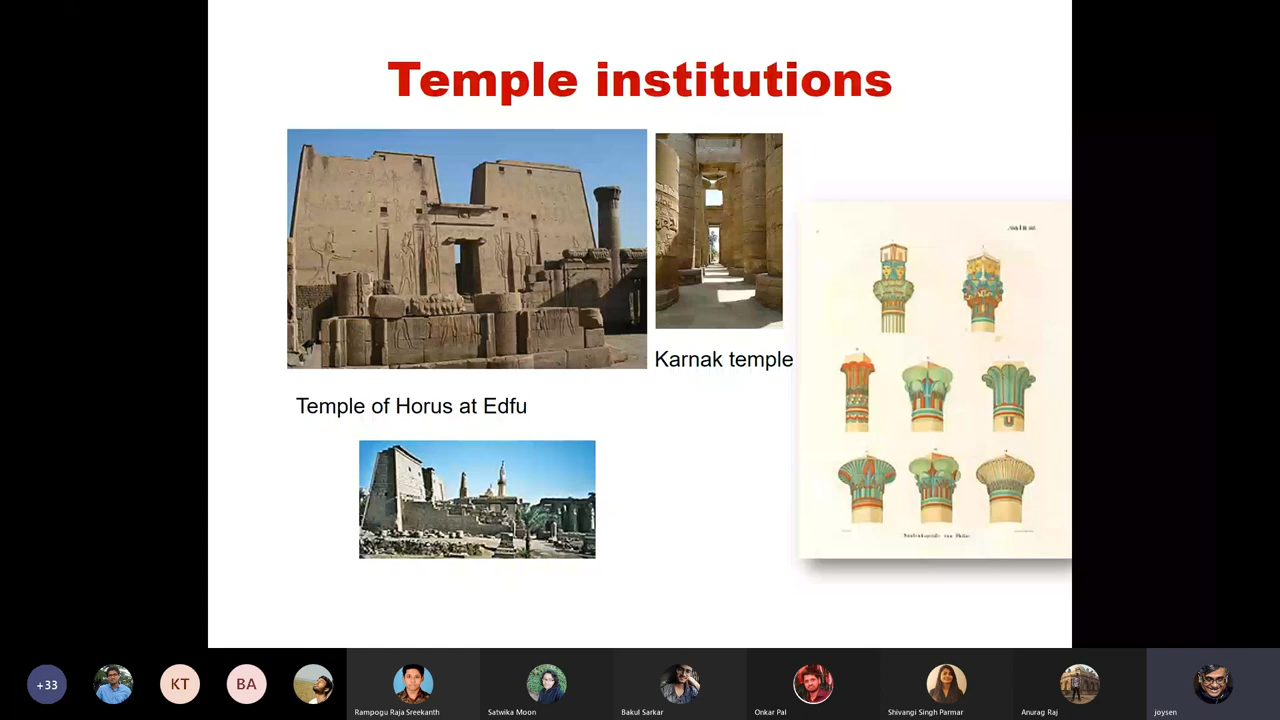 Temple institutions
Karnak temple
Temple of Horus at Edfu
+33
KT
BA
Rampogu Raja Sreekanth
Satwika Moon
Bakul Sarkar
Onkar Pal
Shivangi Singh Parmar
Anurag Raj
joysen